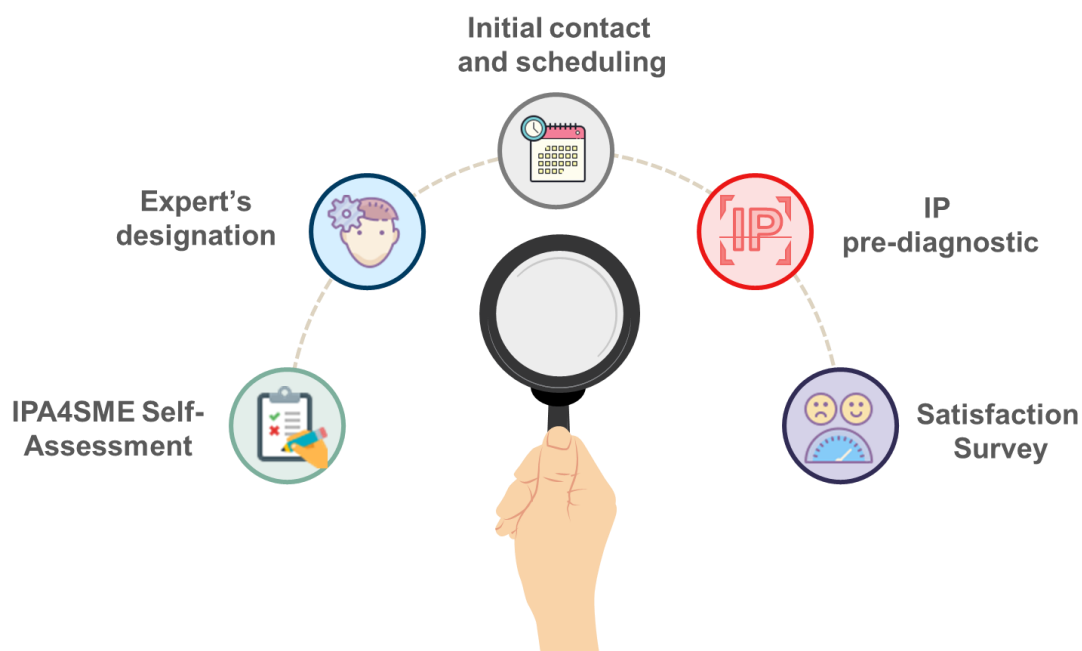 Initial contact
and scheduling
Expert's
designation
IP
IP
pre-diagnostic
IPA4SME Self-
Assessment
Satisfaction
Survey